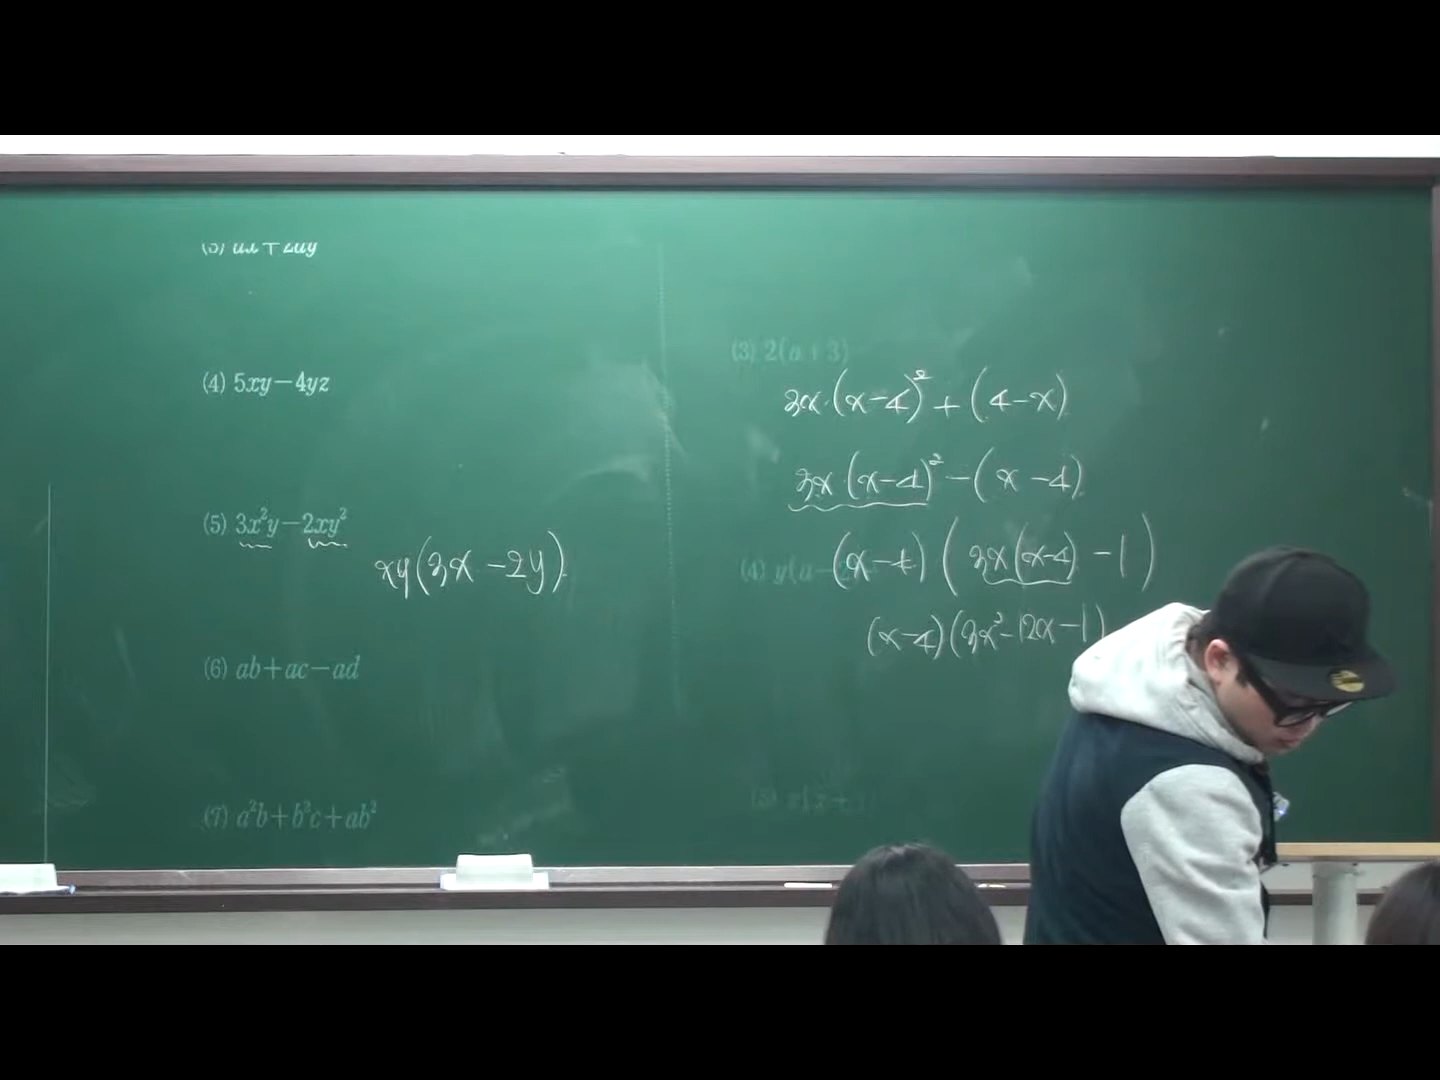 (4) 5xy−4yz
(5) 3x²y−2xy²
xy(3x −2y)
(6) ab+ac−ad
(7) a²b+b²c+ab²
(3) 2(a+3)
3x·(x−4)²+(4−x)
3x·(x−4)²−(x−4)
(4) y(a−
(x−4)(3x(x−4)−1)
(x−4)(3x²−12x−1)